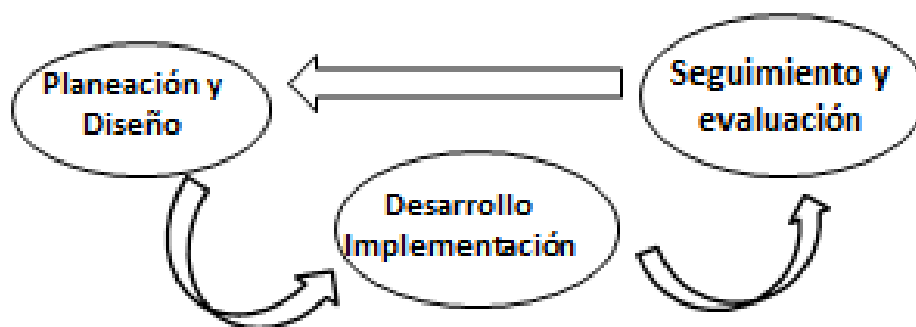 Planeación y
Diseño
Seguimiento y
evaluación
Desarrollo
Implementación